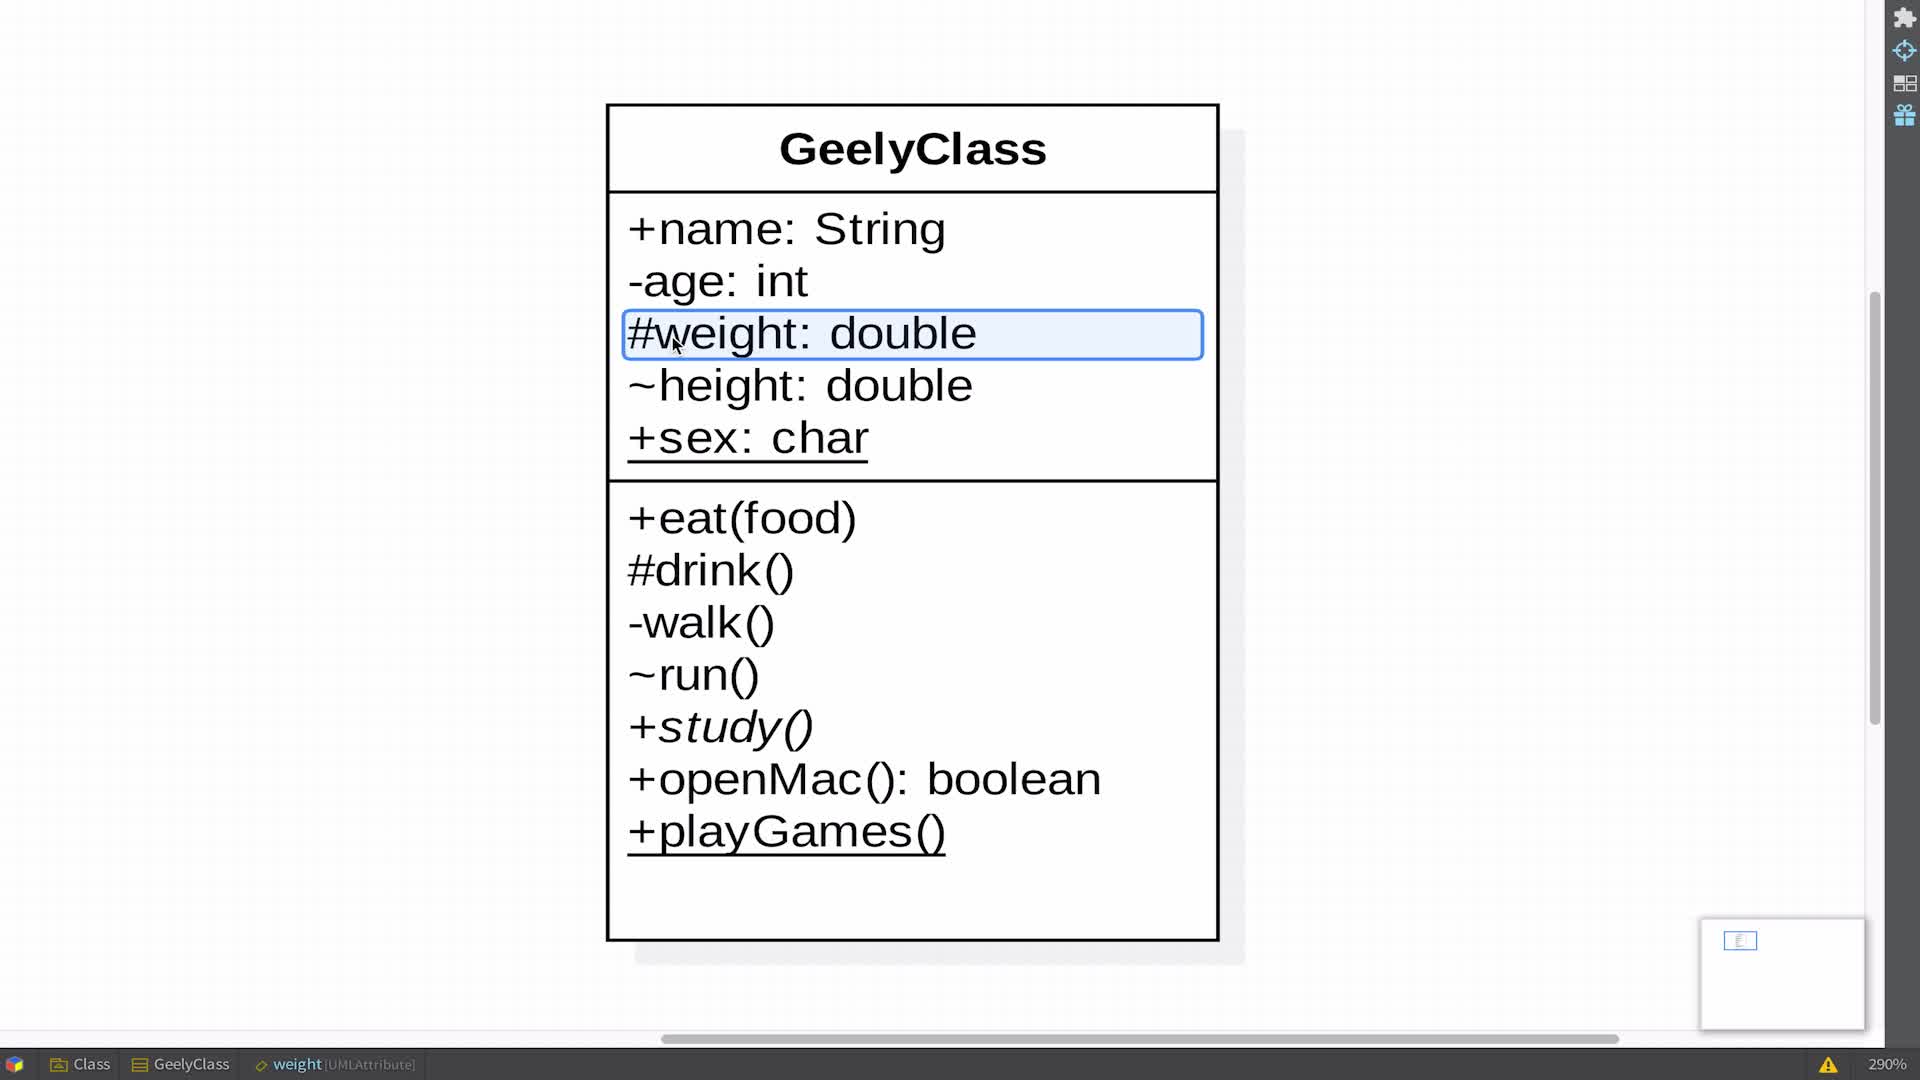 GeelyClass
+name: String
-age: int
#weight: double
~height: double
+sex: char
+eat(food)
#drink()
-walk()
~run()
+study()
+openMac(): boolean
+playGames()
Class GeelyClass weight [UMLAttribute] 290%